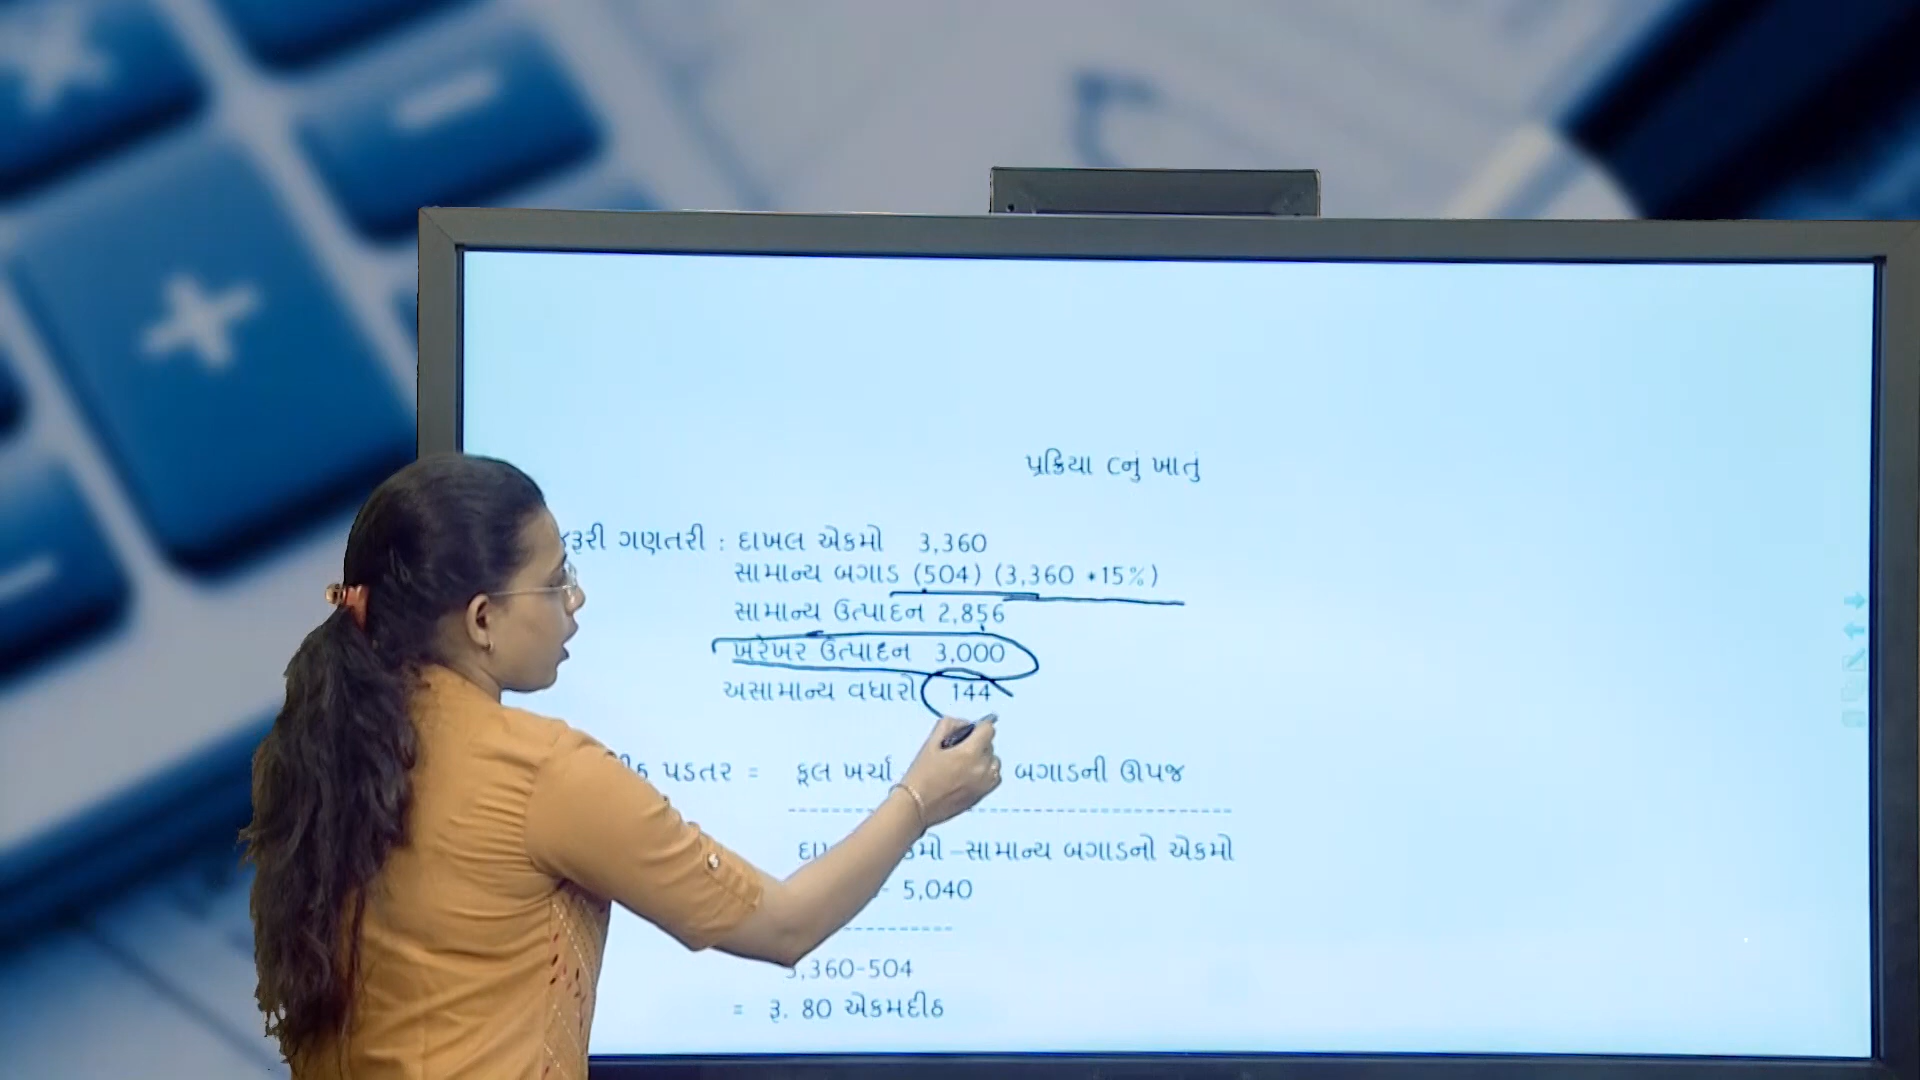 પ્રક્રિયા Cનું ખાતું
ગણતરી : દાખલ એકમો 3,360
સામાન્ય બગાડ (504) (3,360 *15%)
સામાન્ય ઉત્પાદન 2,856
ખરેખર ઉત્પાદન 3,000
અસામાન્ય વધારો 144
પડતર = કૂલ ખર્ચા બગાડની ઊપજ
–સામાન્ય બગાડનો એકમો
- 5,040
3,360-504
= રૂ. 80 એકમદીઠ